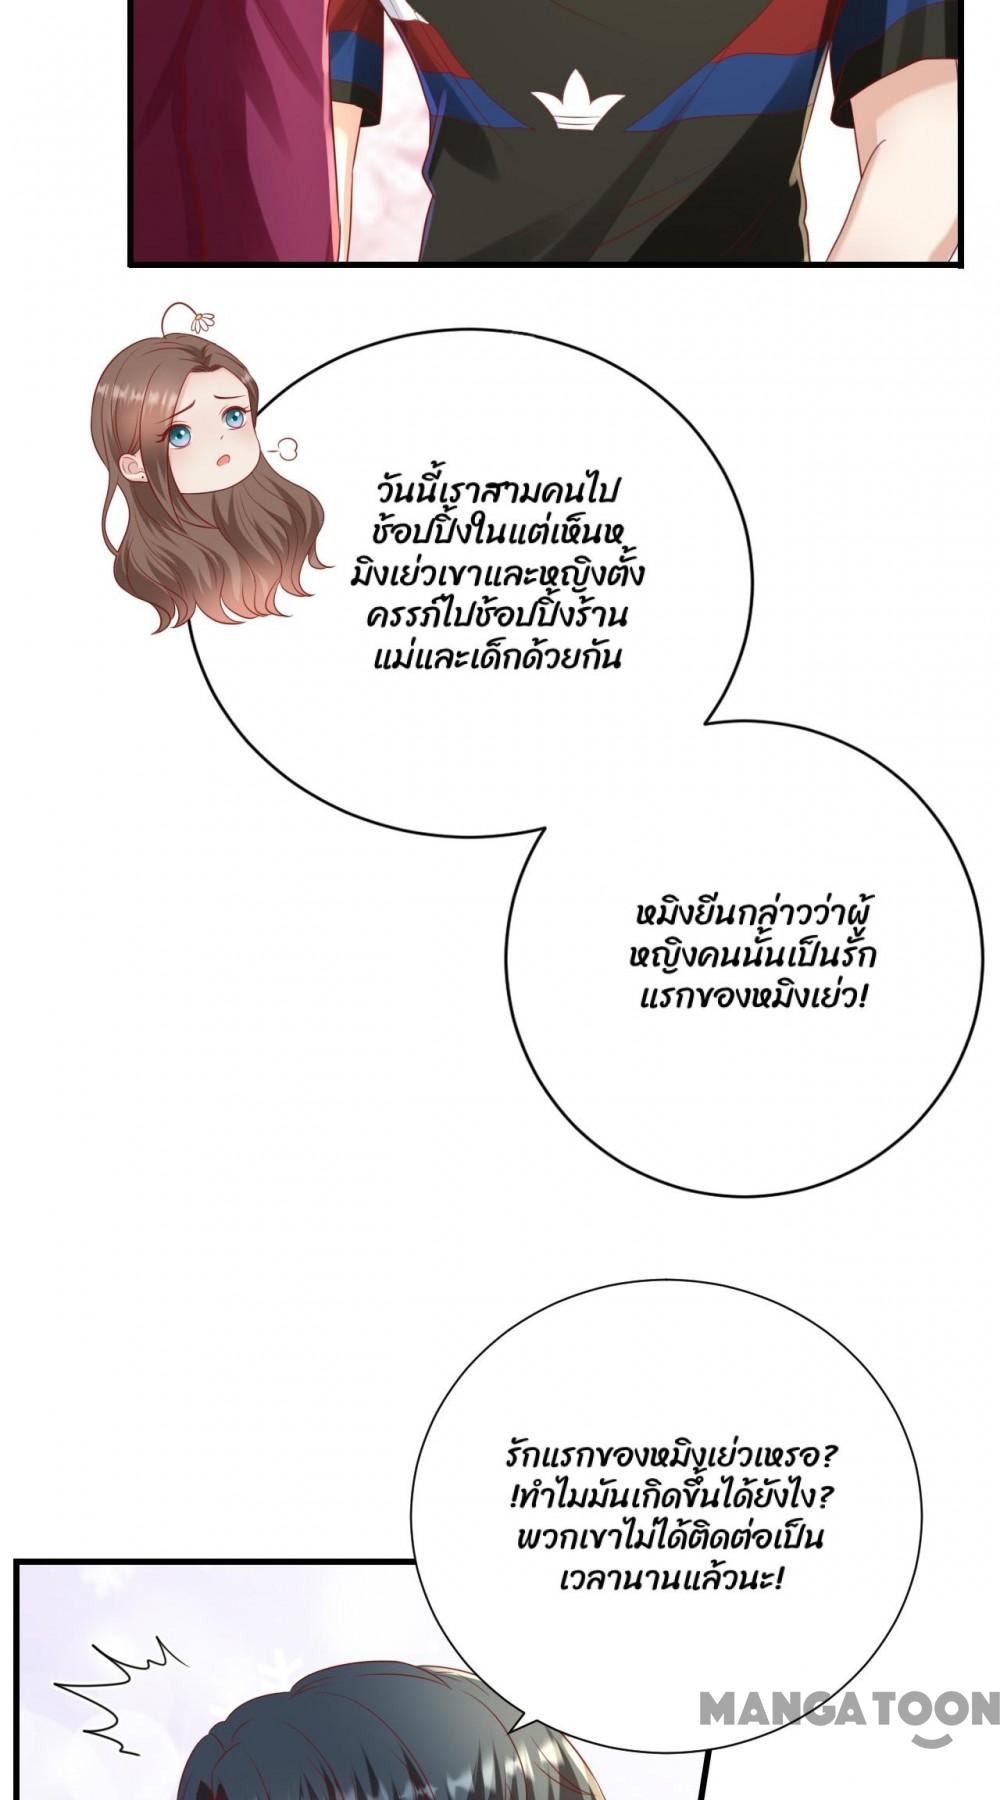 วันนี้เราสามคนไป
ช้อปปิ้งในแต่เห็นห
มิงเย่วเขาและหญิงตั้ง
ครรภ์ไปช้อปปิ้งร้าน
แม่และเด็กด้วยกัน
หมิงยีนกล่าวว่าผู้
หญิงคนนั้นเป็นรัก
แรกของหมิงเย่ว!
รักแรกของหมิงเย่วเหรอ?
!ทำไมมันเกิดขึ้นได้ยังไง?
พวกเขาไม่ได้ติดต่อเป็น
เวลานานแล้วนะ!
MANGATOON